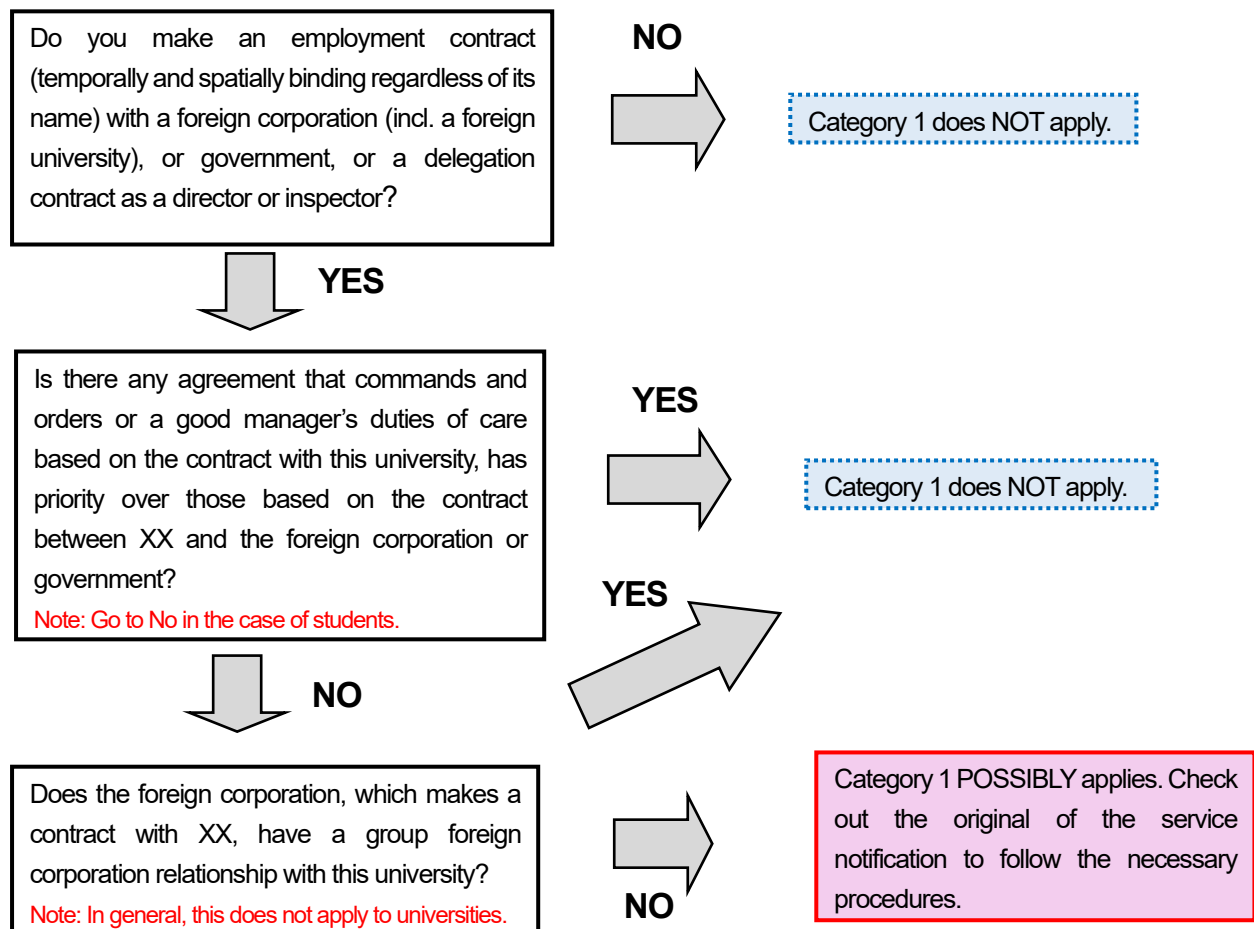 Do you make an employment contract
(temporally and spatially binding regardless of its
name) with a foreign corporation (incl. a foreign
university), or government, or a delegation
contract as a director or inspector?
NO
Category 1 does NOT apply.
YES
Is there any agreement that commands and
orders or a good manager’s duties of care
based on the contract with this university, has
priority over those based on the contract
between XX and the foreign corporation or
government?
Note: Go to No in the case of students.
YES
Category 1 does NOT apply.
YES
NO
Does the foreign corporation, which makes a
contract with XX, have a group foreign
corporation relationship with this university?
Note: In general, this does not apply to universities.
NO
Category 1 POSSIBLY applies. Check
out the original of the service
notification to follow the necessary
procedures.